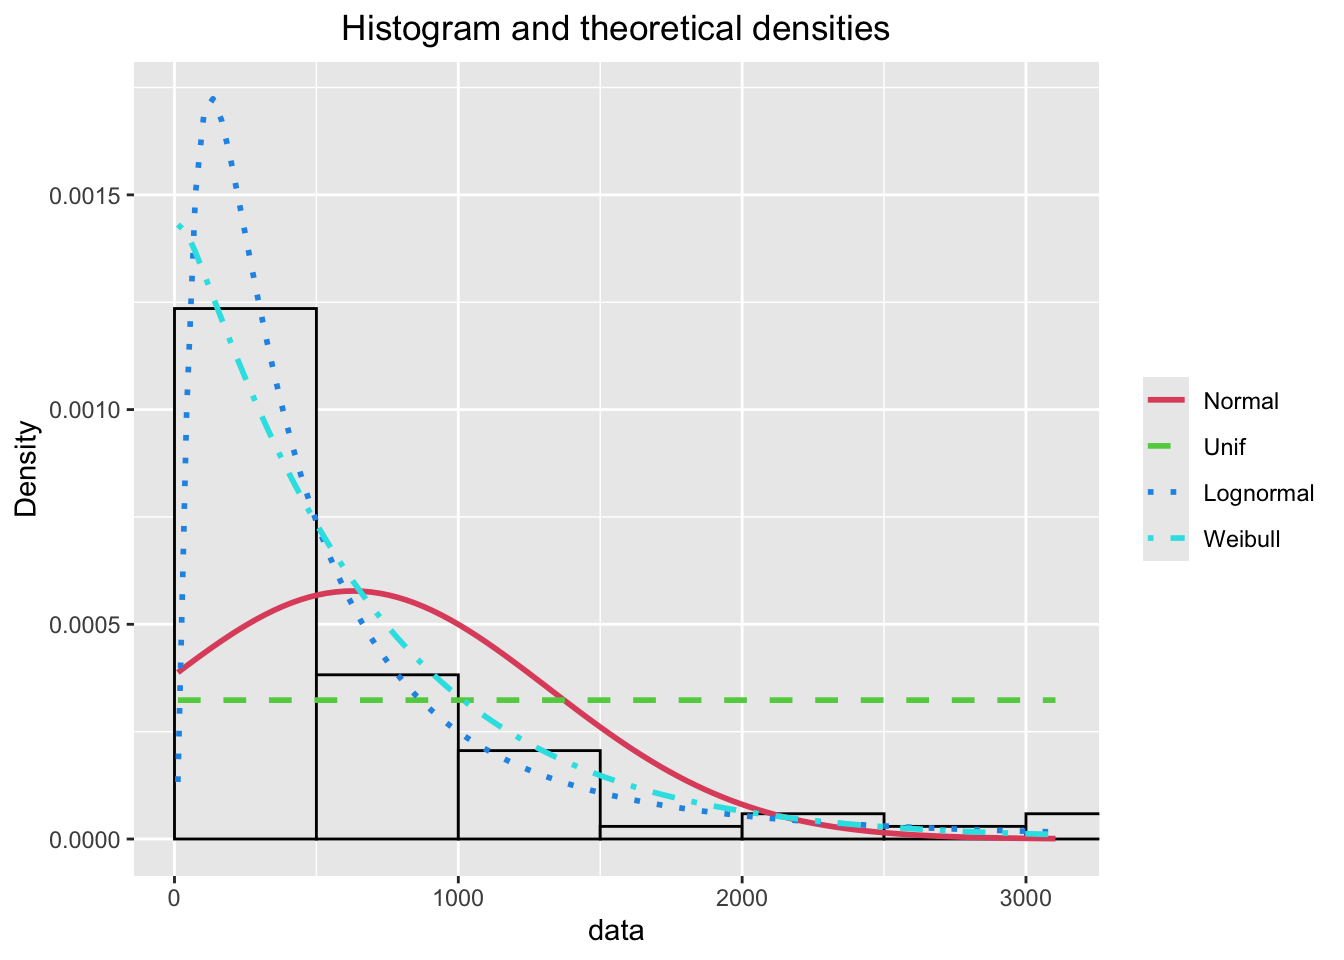 Histogram and theoretical densities
0.0015
0.0010
0.0005
0.0000
Density
0 1000 2000 3000
data
Normal
Unif
Lognormal
Weibull